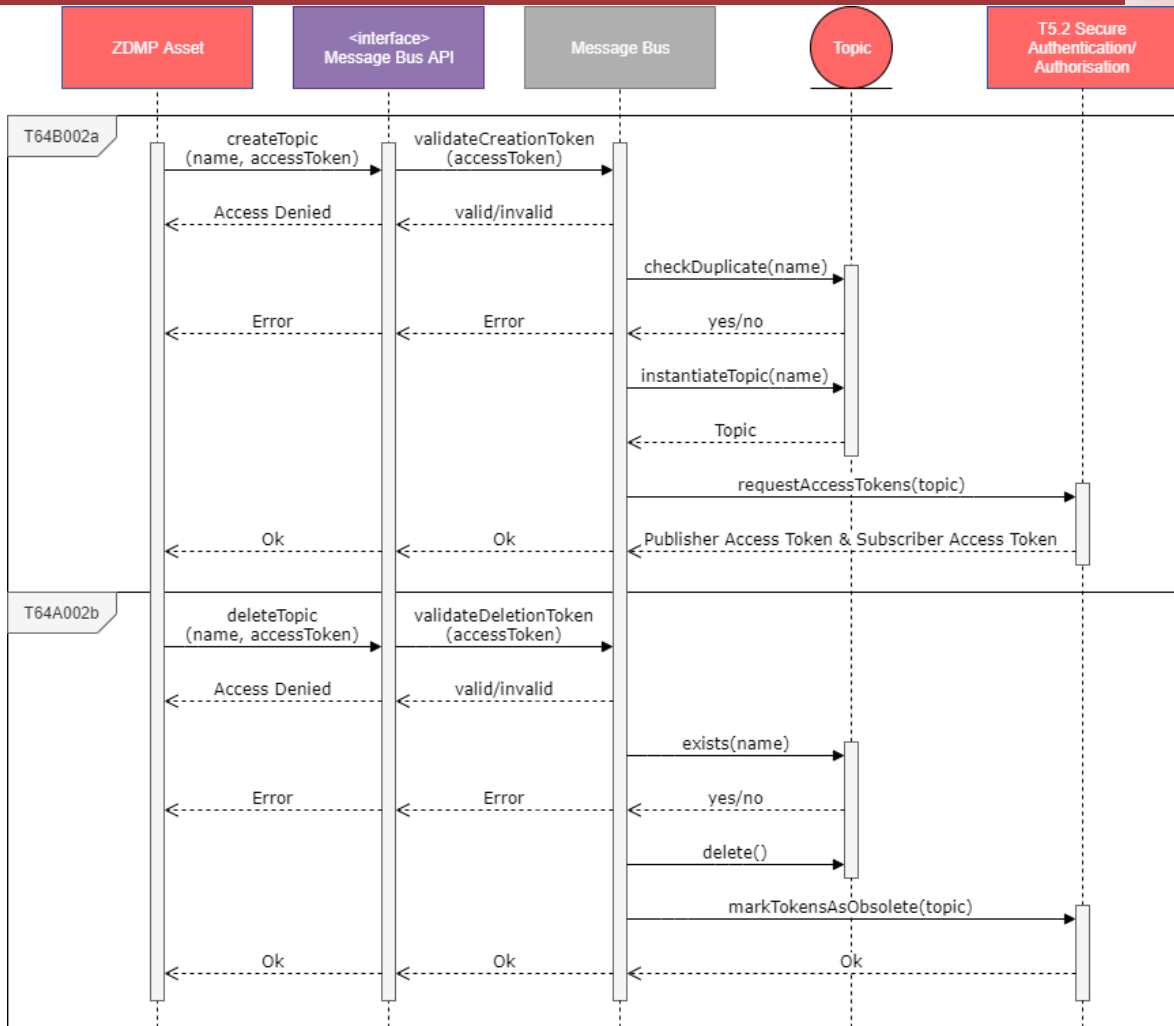 ZDMP Asset
<interface>
Message Bus API
Message Bus
Topic
T5.2 Secure
Authentication/
Authorisation
T64B002a
createTopic
(name, accessToken)
validateCreationToken
(accessToken)
Access Denied
valid/invalid
checkDuplicate(name)
Error
Error
yes/no
instantiateTopic(name)
Topic
requestAccessTokens(topic)
Ok
Ok
Publisher Access Token & Subscriber Access Token
T64A002b
deleteTopic
(name, accessToken)
validateDeletionToken
(accessToken)
Access Denied
valid/invalid
exists(name)
Error
Error
yes/no
delete()
markTokensAsObsolete(topic)
Ok
Ok
Ok